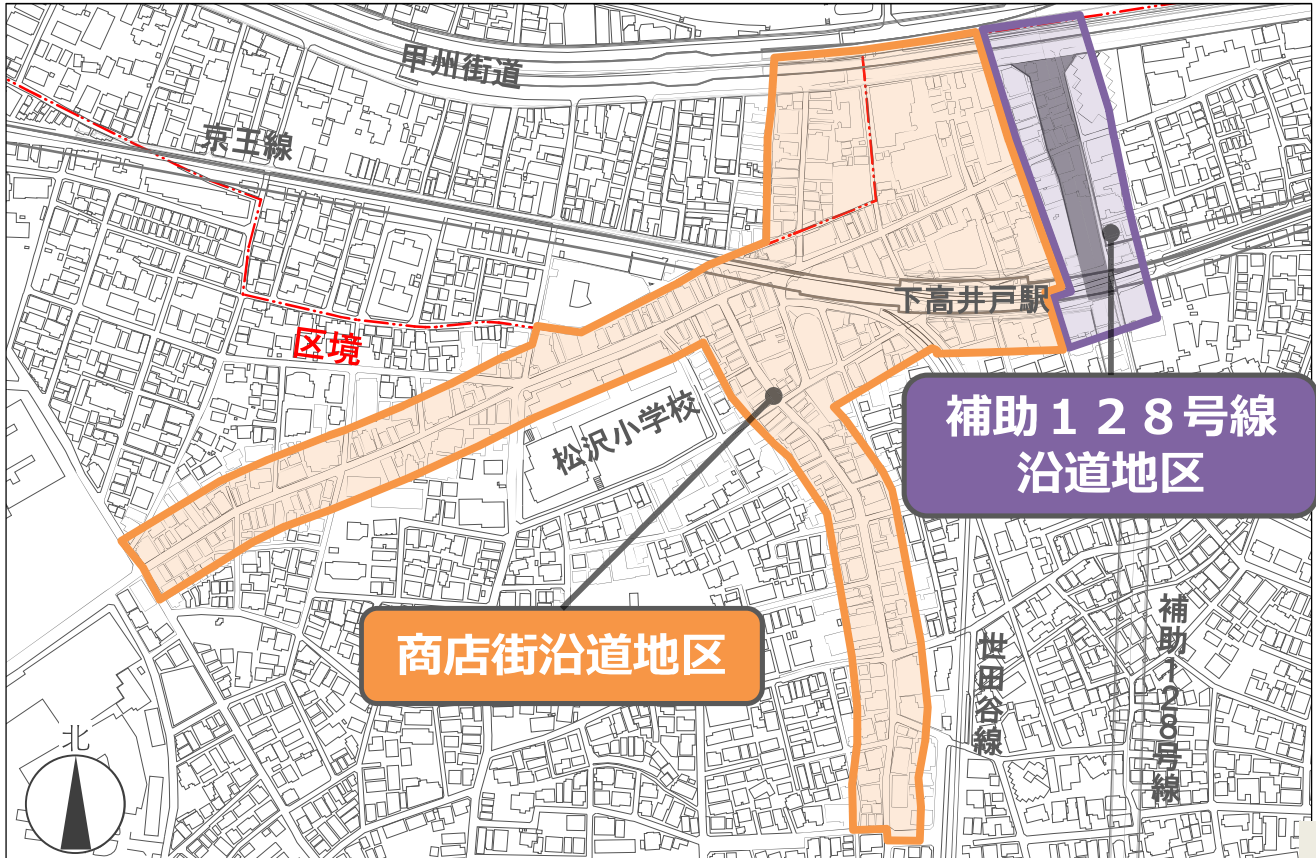 甲州街道
京王線
下高井戸駅
区境
補助１２８号線
沿道地区
松沢小学校
商店街沿道地区
世田谷線
補助128号線
北